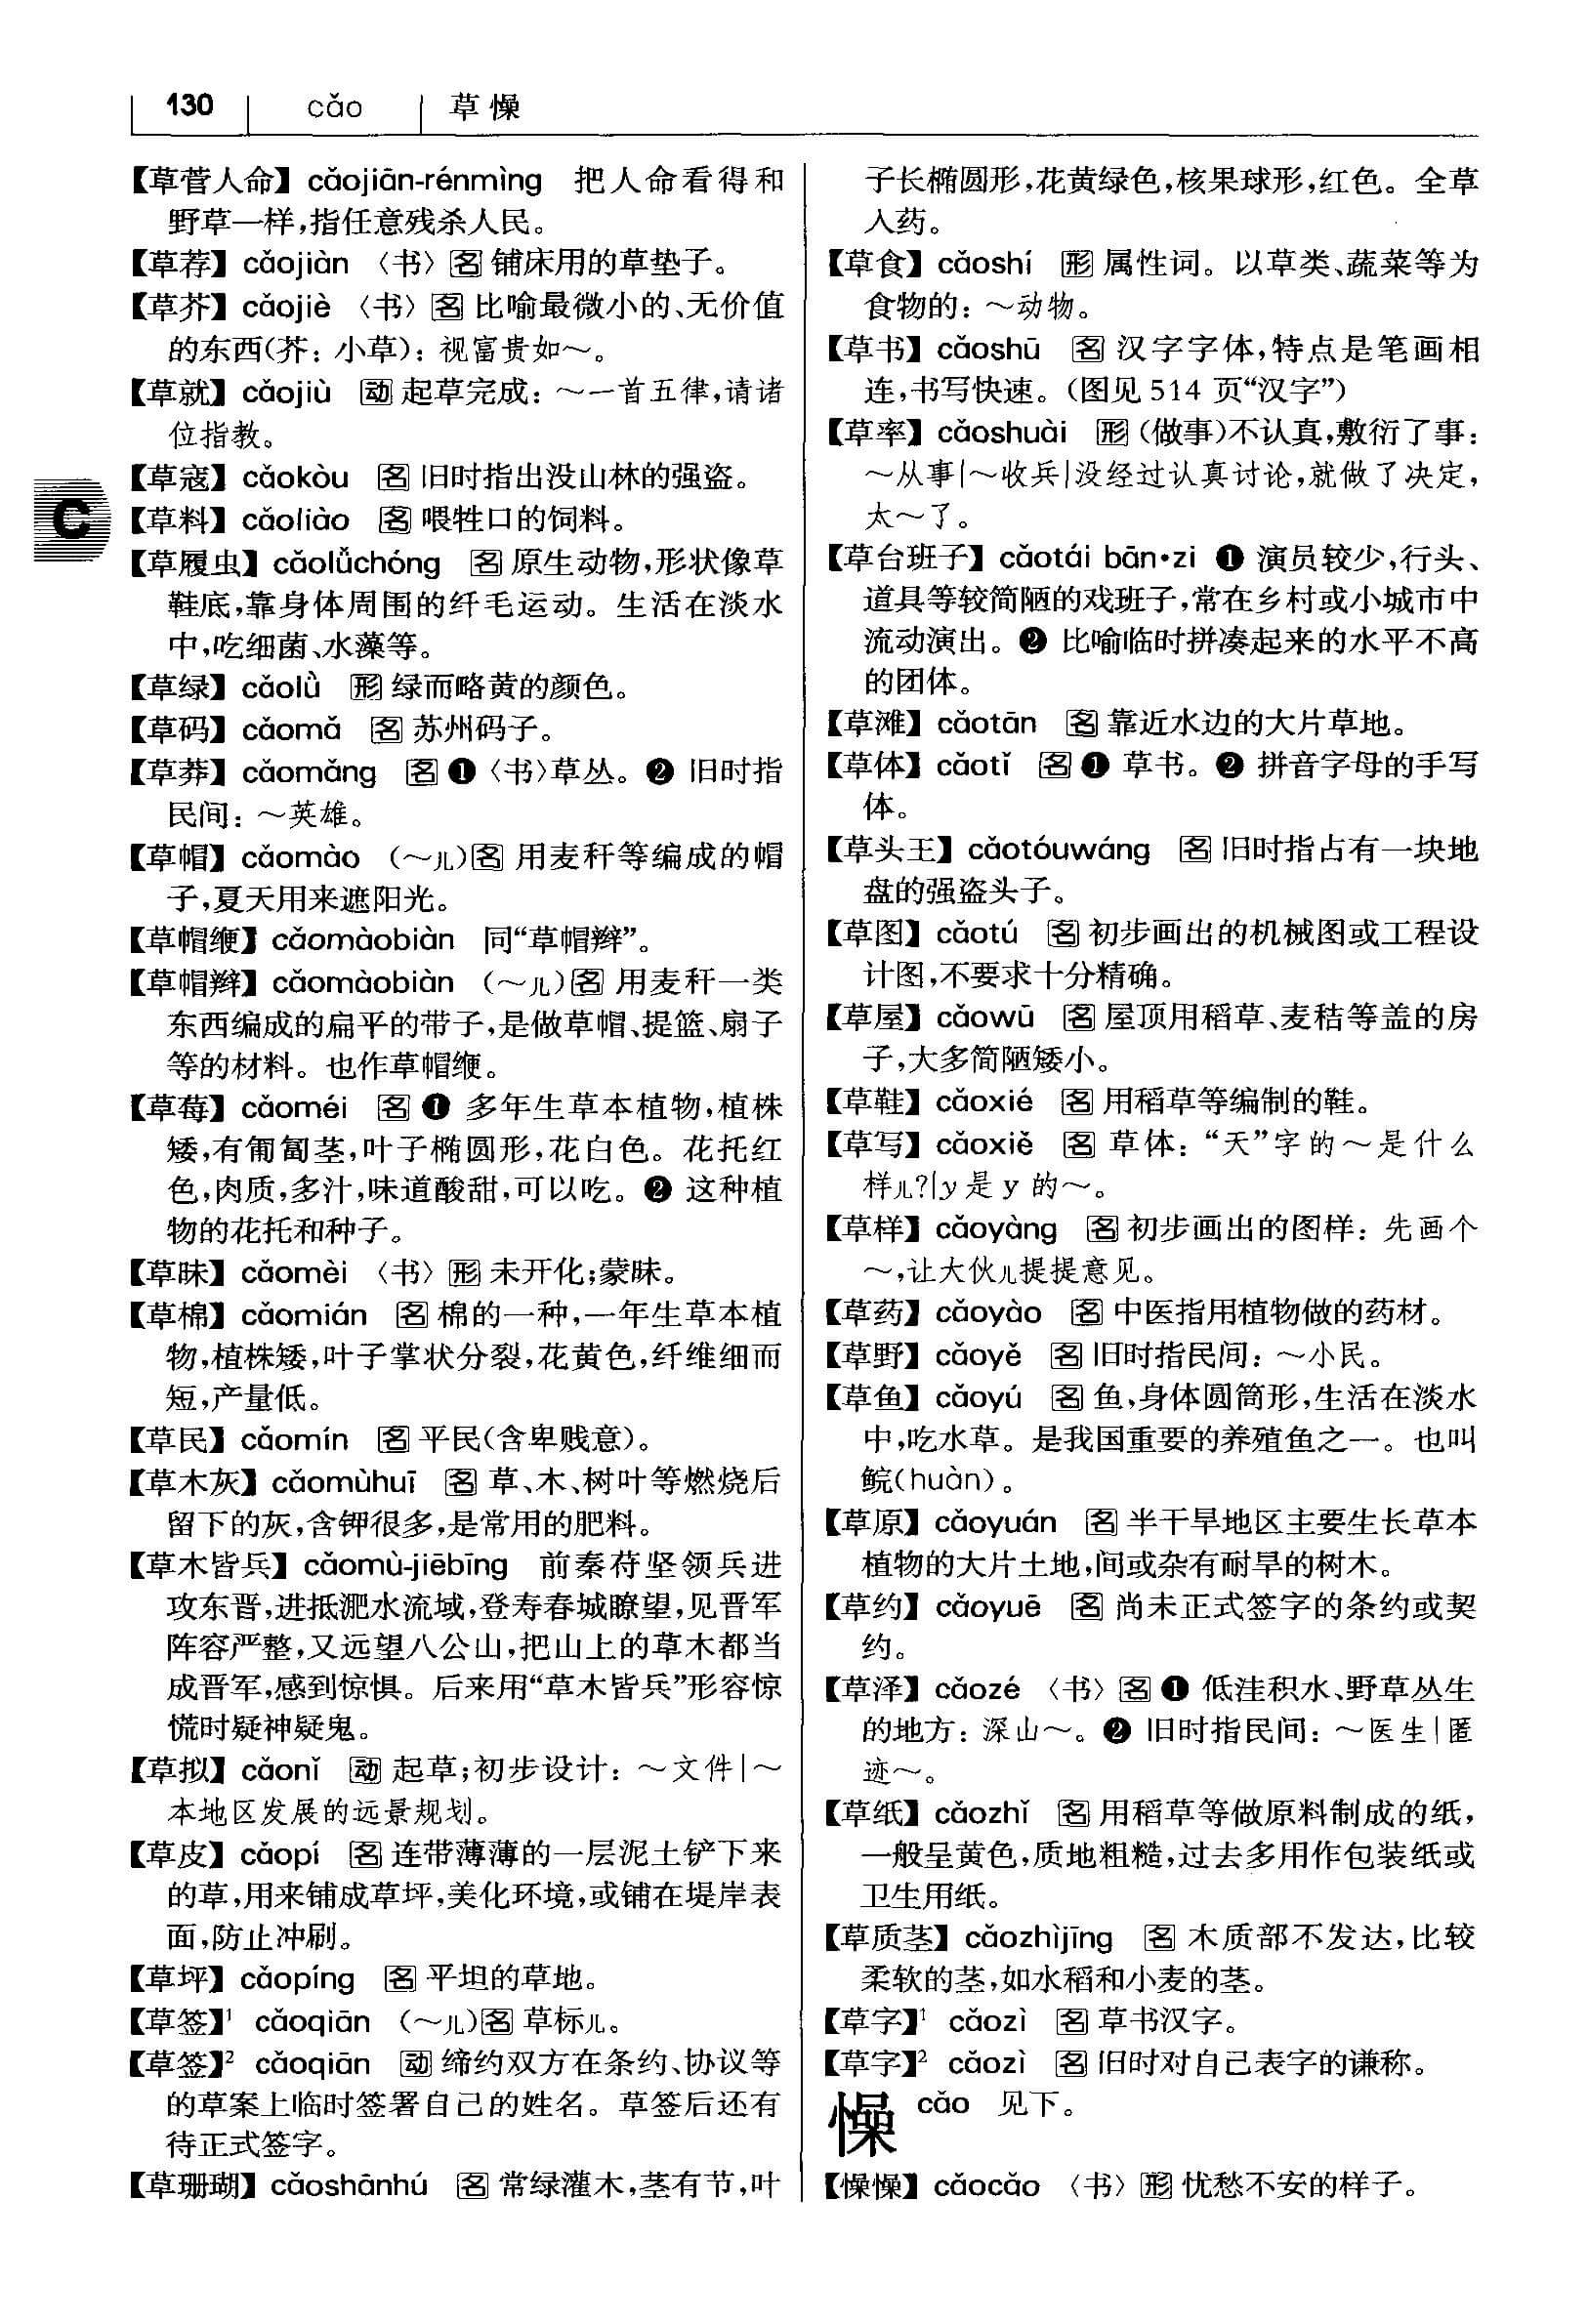 130 cǎo 草懆
【草菅人命】 cǎojiān-rénmìng 把人命看得和
野草一样,指任意残杀人民。
【草荐】 cǎojiàn 〈书〉 名 铺床用的草垫子。
【草芥】 cǎojiè 〈书〉 名 比喻最微小的、无价值
的东西(芥: 小草): 视富贵如～。
【草就】 cǎojiù 动 起草完成: ～一首五律,请诸
位指教。
【草寇】 cǎokòu 名 旧时指出没山林的强盗。
【草料】 cǎoliào 名 喂牲口的饲料。
C
【草履虫】 cǎolǚchóng 名 原生动物,形状像草
鞋底,靠身体周围的纤毛运动。生活在淡水
中,吃细菌、水藻等。
【草绿】 cǎolǜ 形 绿而略黄的颜色。
【草码】 cǎomǎ 名 苏州码子。
【草莽】 cǎomǎng 名 ❶〈书〉草丛。❷ 旧时指
民间: ～英雄。
【草帽】 cǎomào (～儿)名 用麦秆等编成的帽
子,夏天用来遮阳光。
【草帽缏】 cǎomàobiàn 同“草帽辫”。
【草帽辫】 cǎomàobiàn (～儿)名 用麦秆一类
东西编成的扁平的带子,是做草帽、提篮、扇子
等的材料。也作草帽缏。
【草莓】 cǎoméi 名 ❶ 多年生草本植物,植株
矮,有匍匐茎,叶子椭圆形,花白色。花托红
色,肉质,多汁,味道酸甜,可以吃。❷ 这种植
物的花托和种子。
【草昧】 cǎomèi 〈书〉 形 未开化;蒙昧。
【草棉】 cǎomián 名 棉的一种,一年生草本植
物,植株矮,叶子掌状分裂,花黄色,纤维细而
短,产量低。
【草民】 cǎomín 名 平民(含卑贱意)。
【草木灰】 cǎomùhuī 名 草、木、树叶等燃烧后
留下的灰,含钾很多,是常用的肥料。
【草木皆兵】 cǎomù-jiēbīng 前秦苻坚领兵进
攻东晋,进抵淝水流域,登寿春城瞭望,见晋军
阵容严整,又远望八公山,把山上的草木都当
成晋军,感到惊惧。后来用“草木皆兵”形容惊
慌时疑神疑鬼。
【草拟】 cǎonǐ 动 起草;初步设计: ～文件|～
本地区发展的远景规划。
【草皮】 cǎopí 名 连带薄薄的一层泥土铲下来
的草,用来铺成草坪,美化环境,或铺在堤岸表
面,防止冲刷。
【草坪】 cǎopíng 名 平坦的草地。
【草签】¹ cǎoqiān (～儿)名 草标儿。
【草签】² cǎoqiān 动 缔约双方在条约、协议等
的草案上临时签署自己的姓名。草签后还有
待正式签字。
【草珊瑚】 cǎoshānhú 名 常绿灌木,茎有节,叶
子长椭圆形,花黄绿色,核果球形,红色。全草
入药。
【草食】 cǎoshí 形 属性词。以草类、蔬菜等为
食物的: ～动物。
【草书】 cǎoshū 名 汉字字体,特点是笔画相
连,书写快速。(图见 514 页“汉字”)
【草率】 cǎoshuài 形 (做事)不认真,敷衍了事:
～从事|～收兵|没经过认真讨论,就做了决定,
太～了。
【草台班子】 cǎotái bān•zi ❶ 演员较少,行头、
道具等较简陋的戏班子,常在乡村或小城市中
流动演出。❷ 比喻临时拼凑起来的水平不高
的团体。
【草滩】 cǎotān 名 靠近水边的大片草地。
【草体】 cǎotǐ 名 ❶ 草书。❷ 拼音字母的手写
体。
【草头王】 cǎotóuwáng 名 旧时指占有一块地
盘的强盗头子。
【草图】 cǎotú 名 初步画出的机械图或工程设
计图,不要求十分精确。
【草屋】 cǎowū 名 屋顶用稻草、麦秸等盖的房
子,大多简陋矮小。
【草鞋】 cǎoxié 名 用稻草等编制的鞋。
【草写】 cǎoxiě 名 草体: “天”字的～是什么
样儿?|y 是 y 的～。
【草样】 cǎoyàng 名 初步画出的图样: 先画个
～,让大伙儿提提意见。
【草药】 cǎoyào 名 中医指用植物做的药材。
【草野】 cǎoyě 名 旧时指民间: ～小民。
【草鱼】 cǎoyú 名 鱼,身体圆筒形,生活在淡水
中,吃水草。是我国重要的养殖鱼之一。也叫
鲩(huàn)。
【草原】 cǎoyuán 名 半干旱地区主要生长草本
植物的大片土地,间或杂有耐旱的树木。
【草约】 cǎoyuē 名 尚未正式签字的条约或契
约。
【草泽】 cǎozé 〈书〉 名 ❶ 低洼积水、野草丛生
的地方: 深山～。❷ 旧时指民间: ～医生|匿
迹～。
【草纸】 cǎozhǐ 名 用稻草等做原料制成的纸,
一般呈黄色,质地粗糙,过去多用作包装纸或
卫生用纸。
【草质茎】 cǎozhìjīng 名 木质部不发达,比较
柔软的茎,如水稻和小麦的茎。
【草字】¹ cǎozì 名 草书汉字。
【草字】² cǎozì 名 旧时对自己表字的谦称。
懆 cǎo 见下。
【懆懆】 cǎocǎo 〈书〉 形 忧愁不安的样子。